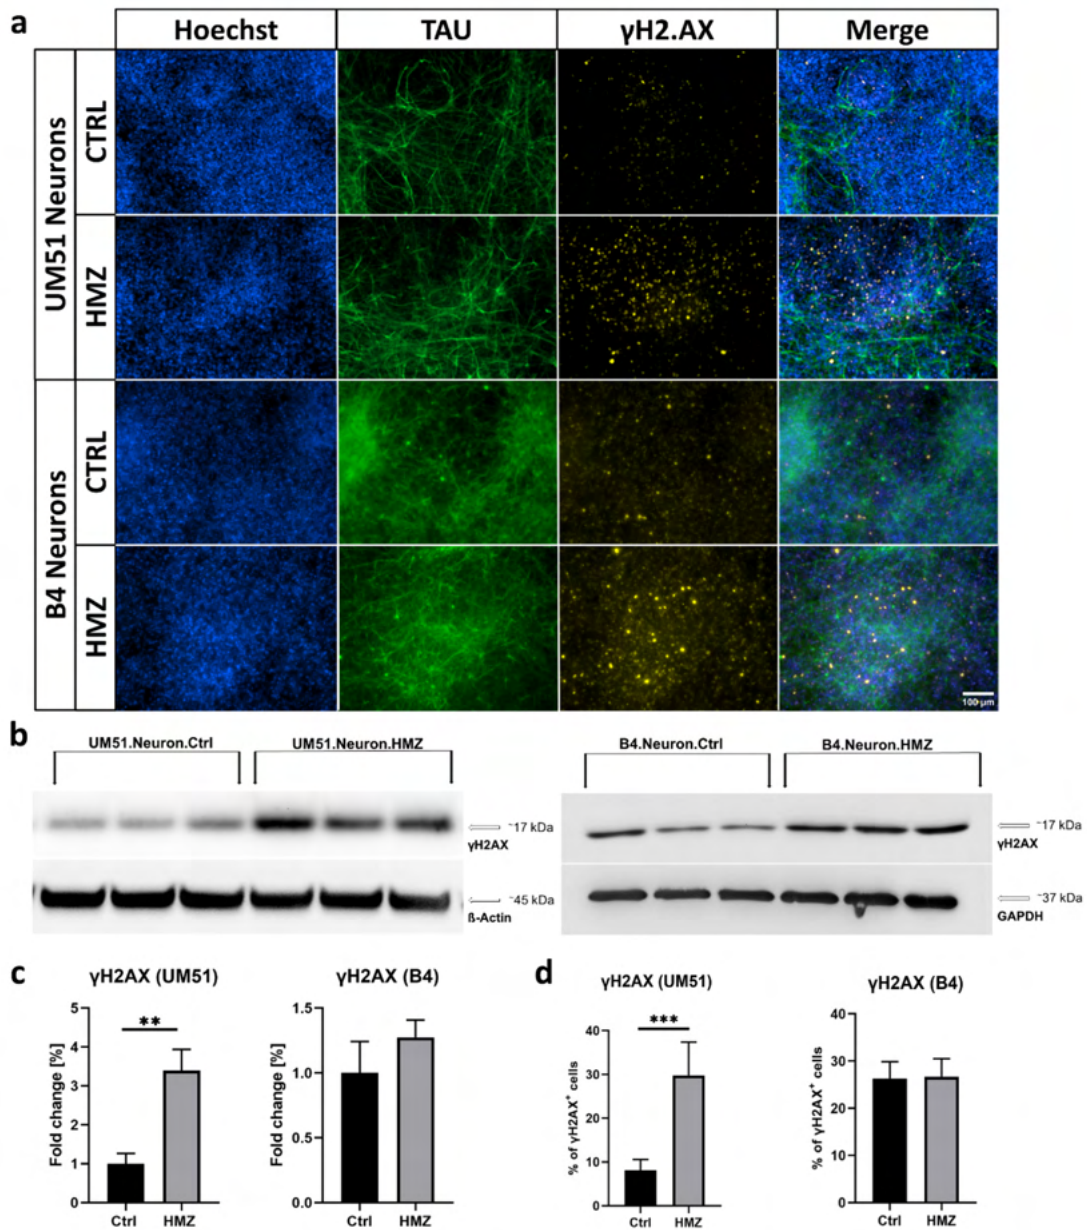 a
Hoechst TAU γH2.AX Merge
UM51 Neurons
CTRL
HMZ
B4 Neurons
CTRL
HMZ
100 μm
b
UM51.Neuron.Ctrl UM51.Neuron.HMZ B4.Neuron.Ctrl B4.Neuron.HMZ
~17 kDa ~17 kDa
γH2AX γH2AX
~45 kDa ~37 kDa
ß-Actin GAPDH
c d
γH2AX (UM51) γH2AX (B4) γH2AX (UM51) γH2AX (B4)
Fold change [%]
5
4
3
2
1
0
**
Ctrl HMZ
Fold change [%]
1.5
1.0
0.5
0.0
Ctrl HMZ
% of γH2AX⁺ cells
40
30
20
10
0
***
Ctrl HMZ
% of γH2AX⁺ cells
40
30
20
10
0
Ctrl HMZ